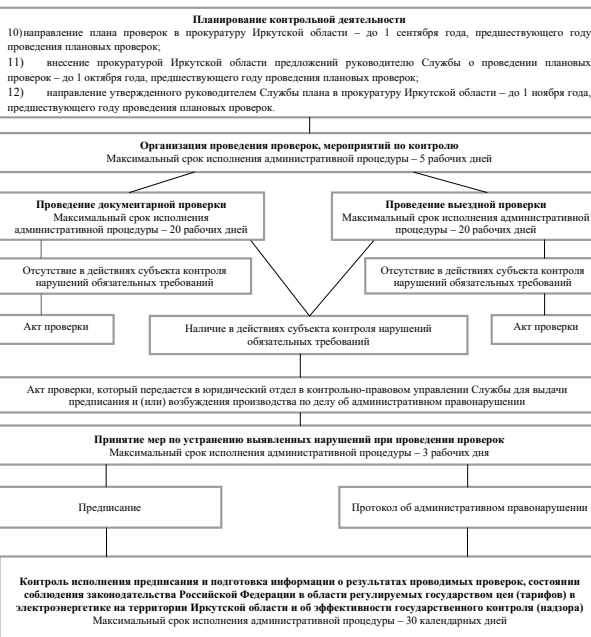 Планирование контрольной деятельности
10)направление плана проверок в прокуратуру Иркутской области – до 1 сентября года, предшествующего году
проведения плановых проверок;
11) внесение прокуратурой Иркутской области предложений руководителю Службы о проведении плановых
проверок – до 1 октября года, предшествующего году проведения плановых проверок;
12) направление утвержденного руководителем Службы плана в прокуратуру Иркутской области – до 1 ноября года,
предшествующего году проведения плановых проверок.
Организация проведения проверок, мероприятий по контролю
Максимальный срок исполнения административной процедуры – 5 рабочих дней
Проведение документарной проверки
Максимальный срок исполнения
административной процедуры – 20 рабочих дней
Проведение выездной проверки
Максимальный срок исполнения административной
процедуры – 20 рабочих дней
Отсутствие в действиях субъекта контроля
нарушений обязательных требований
Отсутствие в действиях субъекта контроля
нарушений обязательных требований
Акт проверки
Наличие в действиях субъекта контроля нарушений
обязательных требований
Акт проверки
Акт проверки, который передается в юридический отдел в контрольно-правовом управлении Службы для выдачи
предписания и (или) возбуждения производства по делу об административном правонарушении
Принятие мер по устранению выявленных нарушений при проведении проверок
Максимальный срок исполнения административной процедуры – 3 рабочих дня
Предписание
Протокол об административном правонарушении
Контроль исполнения предписания и подготовка информации о результатах проводимых проверок, состоянии
соблюдения законодательства Российской Федерации в области регулируемых государством цен (тарифов) в
электроэнергетике на территории Иркутской области и об эффективности государственного контроля (надзора)
Максимальный срок исполнения административной процедуры – 30 календарных дней